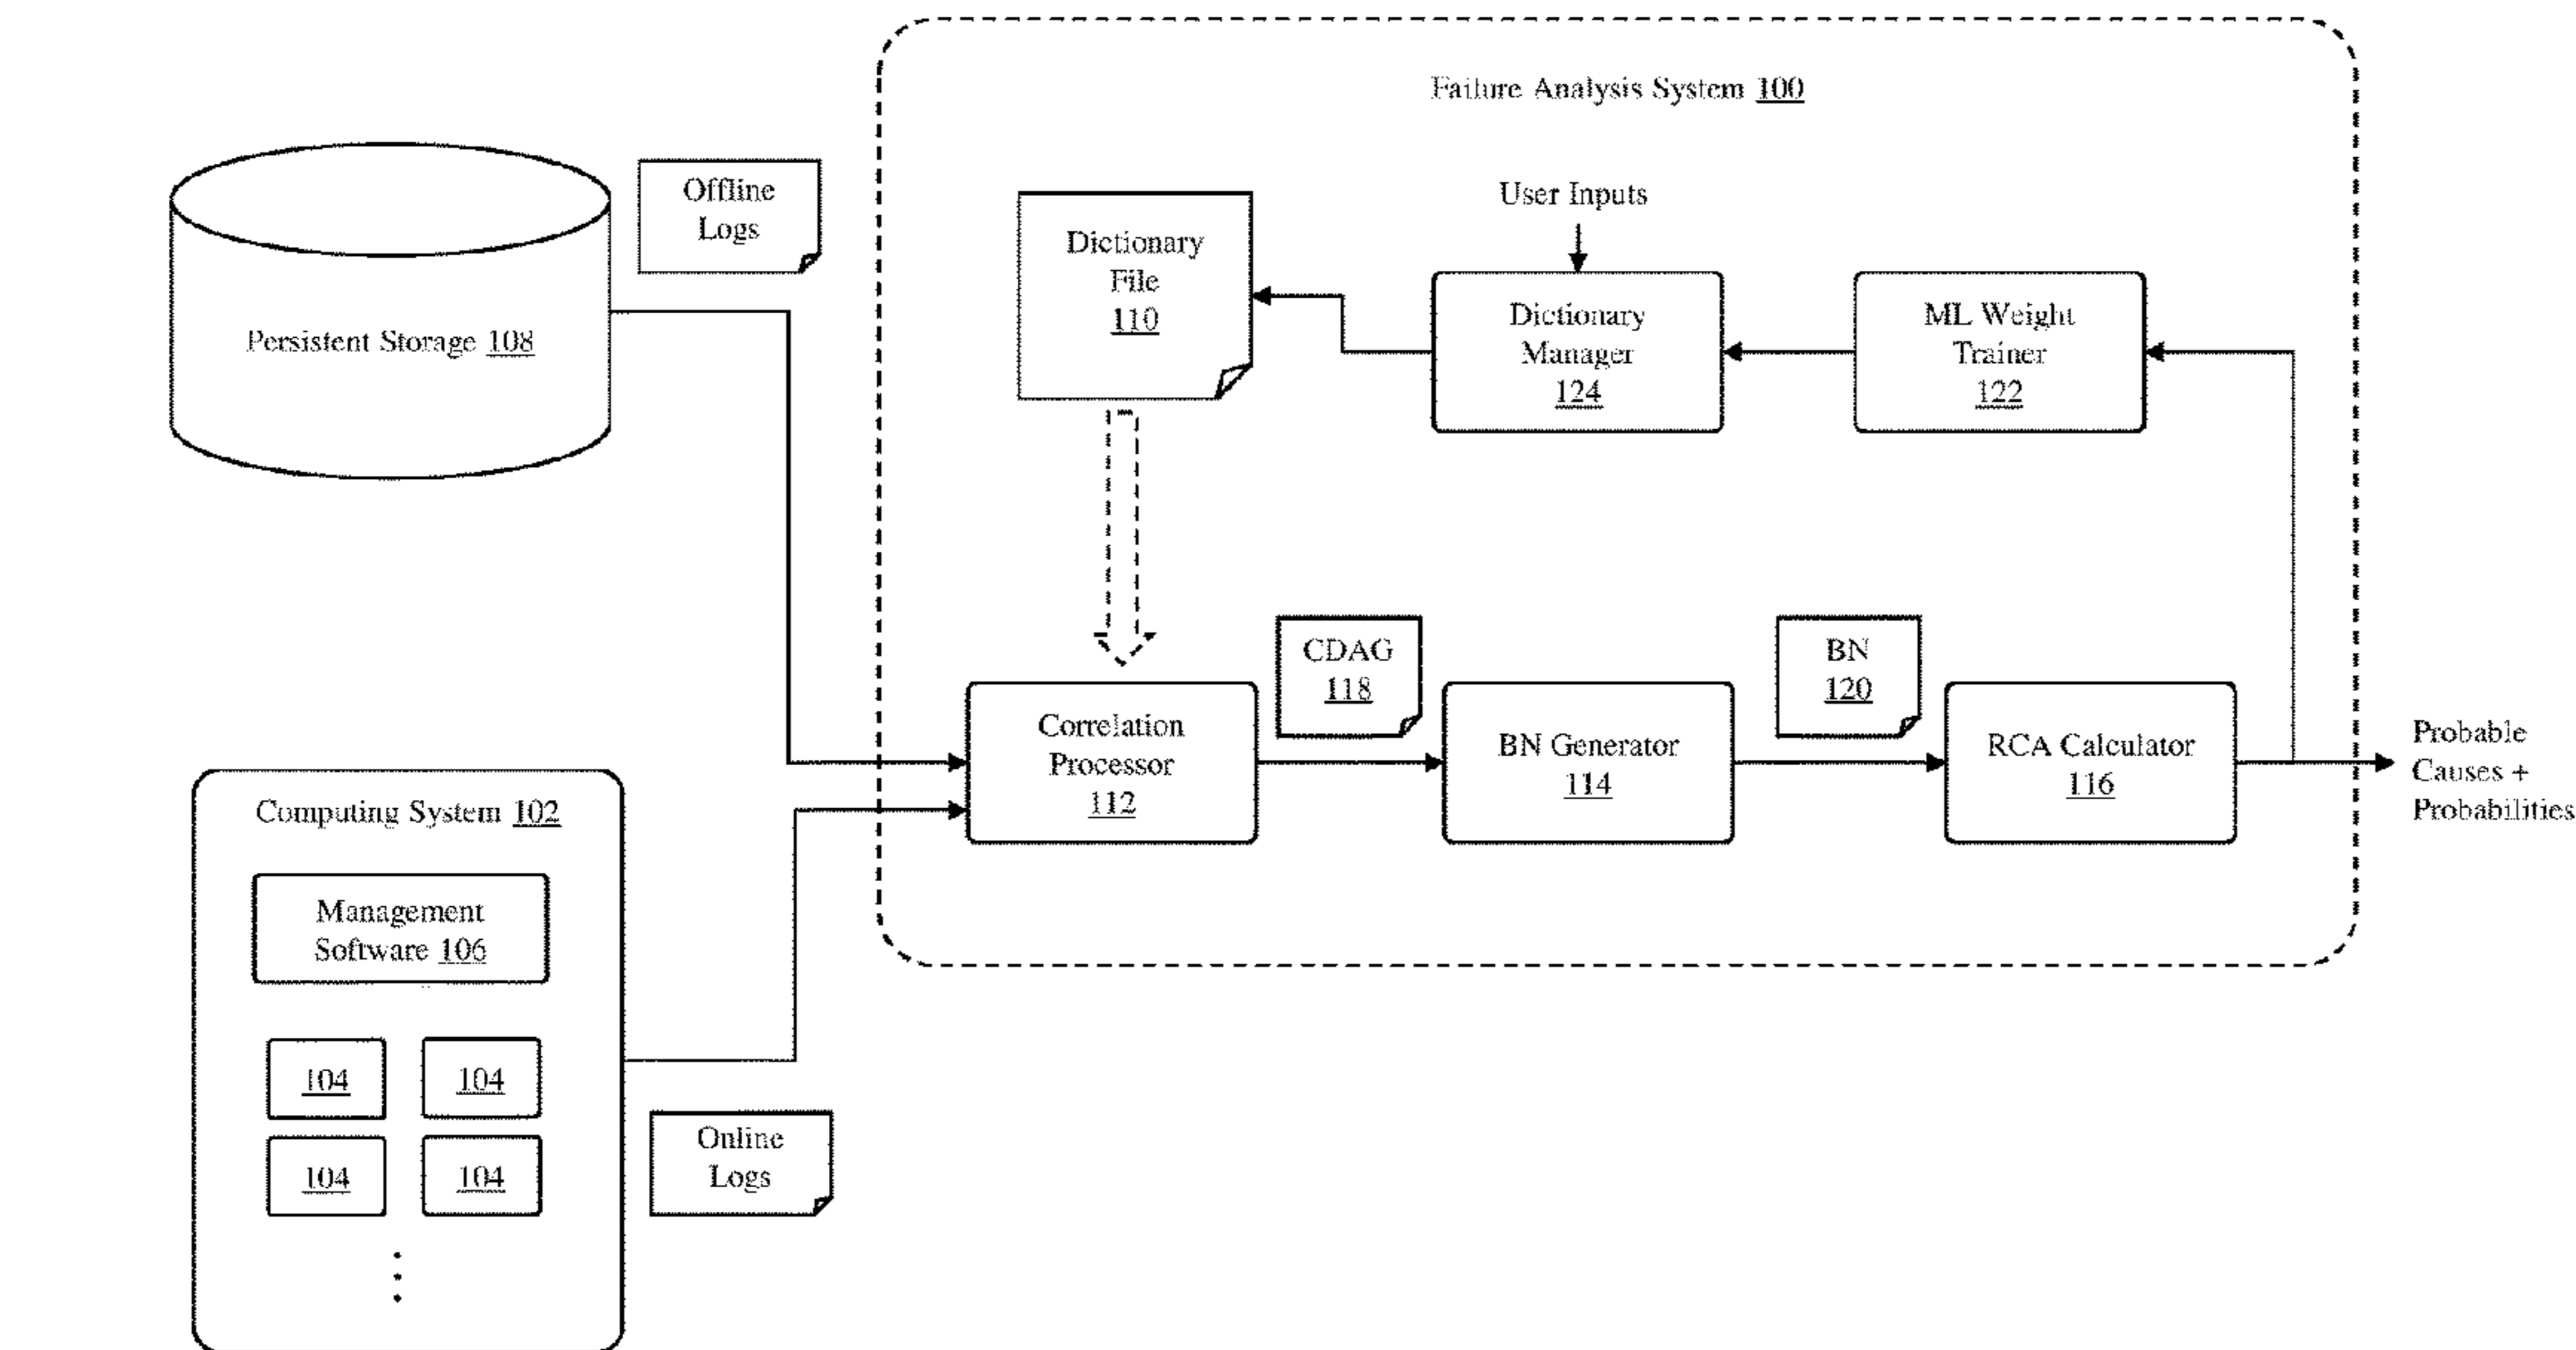 Failure Analysis System 100
Offline
Logs
Persistent Storage 108
Dictionary
File
110
User Inputs
Dictionary
Manager
124
ML Weight
Trainer
122
CDAG
118
BN
120
Correlation
Processor
112
BN Generator
114
RCA Calculator
116
Probable
Causes +
Probabilities
Computing System 102
Management
Software 106
104
104
104
104
Online
Logs